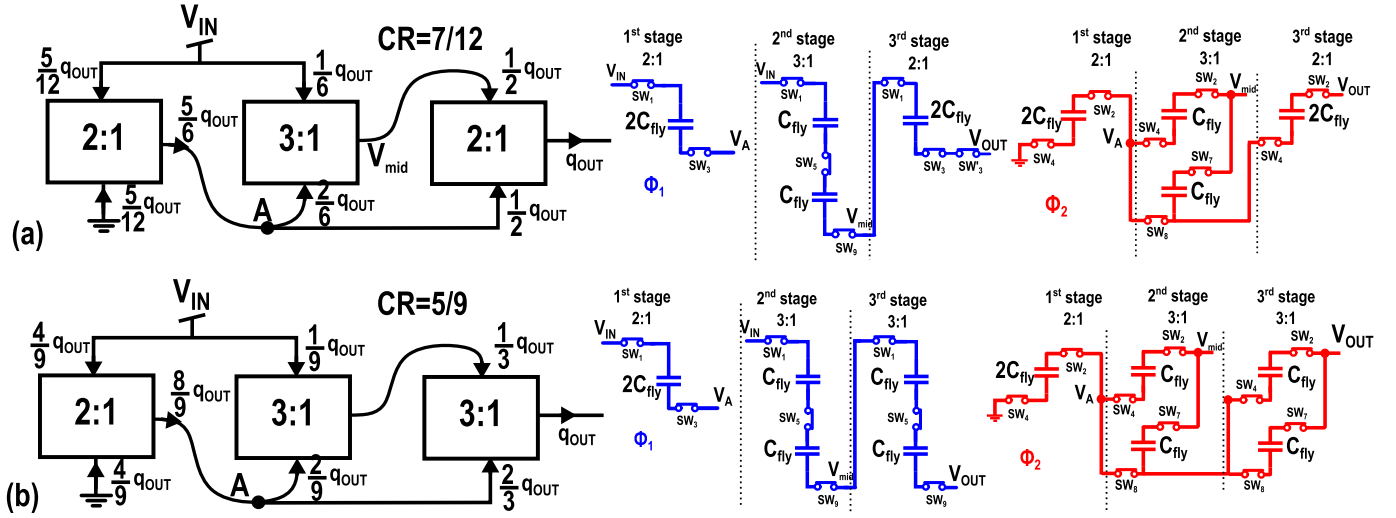 (a)
V_IN
CR=7/12
5/12 q_OUT
1/6 q_OUT
1/2 q_OUT
2:1
5/6 q_OUT
3:1
V_mid
2:1
q_OUT
5/12 q_OUT
A
2/6 q_OUT
1/2 q_OUT
1st stage
2:1
2nd stage
3:1
3rd stage
2:1
V_IN
SW1
2C_fly
SW3
V_A
Φ1
V_IN
SW1
C_fly
SW5
C_fly
V_mid
SW9
SW1
2C_fly
V_OUT
SW3
SW'3
1st stage
2:1
2nd stage
3:1
3rd stage
2:1
2C_fly
SW2
SW4
V_A
Φ2
SW2
V_mid
C_fly
SW4
SW7
C_fly
SW8
SW2
V_OUT
2C_fly
SW4
(b)
V_IN
CR=5/9
4/9 q_OUT
1/9 q_OUT
1/3 q_OUT
2:1
8/9 q_OUT
3:1
3:1
q_OUT
4/9 q_OUT
A
2/9 q_OUT
2/3 q_OUT
1st stage
2:1
2nd stage
3:1
3rd stage
3:1
V_IN
SW1
2C_fly
SW3
V_A
Φ1
V_IN
SW1
C_fly
SW5
C_fly
V_mid
SW9
SW1
C_fly
SW5
C_fly
V_OUT
SW9
1st stage
2:1
2nd stage
3:1
3rd stage
3:1
2C_fly
SW2
SW4
V_A
Φ2
SW2
V_mid
C_fly
SW4
SW7
C_fly
SW8
SW2
V_OUT
C_fly
SW4
SW7
C_fly
SW8